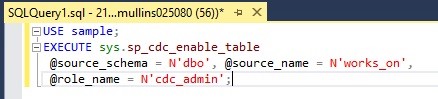 SQLQuery1.sql - 21...mullins025080 (56))*
USE sample;
EXECUTE sys.sp_cdc_enable_table
@source_schema = N'dbo', @source_name = N'works_on',
@role_name = N'cdc_admin';